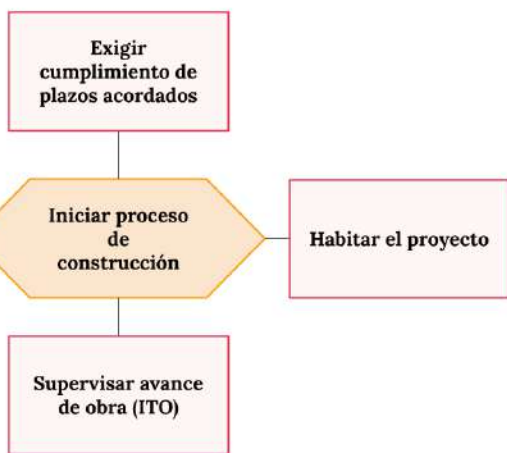 Exigir
cumplimiento de
plazos acordados
Iniciar proceso
de
construcción
Habitar el proyecto
Supervisar avance
de obra (ITO)